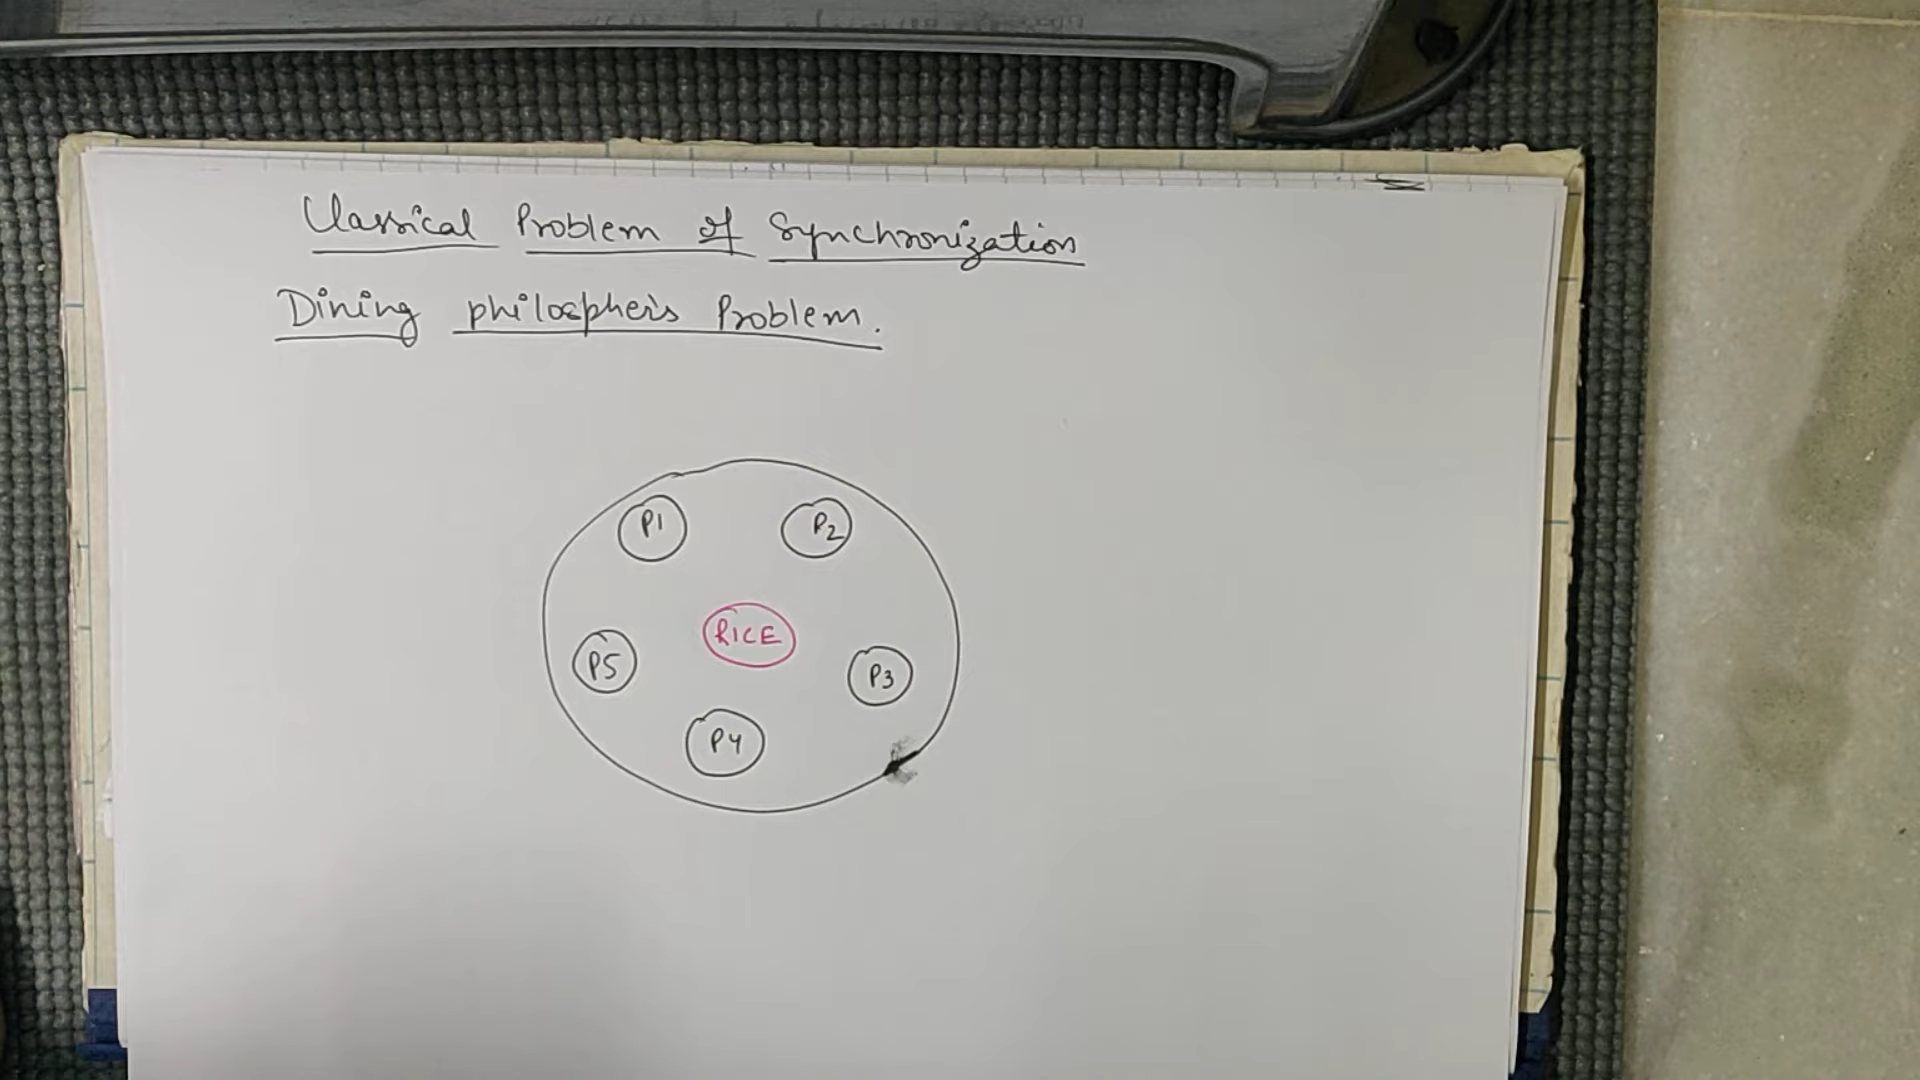 Classical Problem of Synchronization
Dining philospher's Problem.
P1 P2
RICE
P5 P3
P4